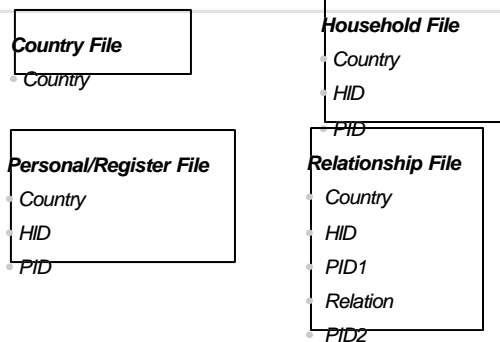 Country File
• Country
Household File
• Country
• HID
• PID
Personal/Register File
• Country
• HID
• PID
Relationship File
• Country
• HID
• PID1
• Relation
• PID2